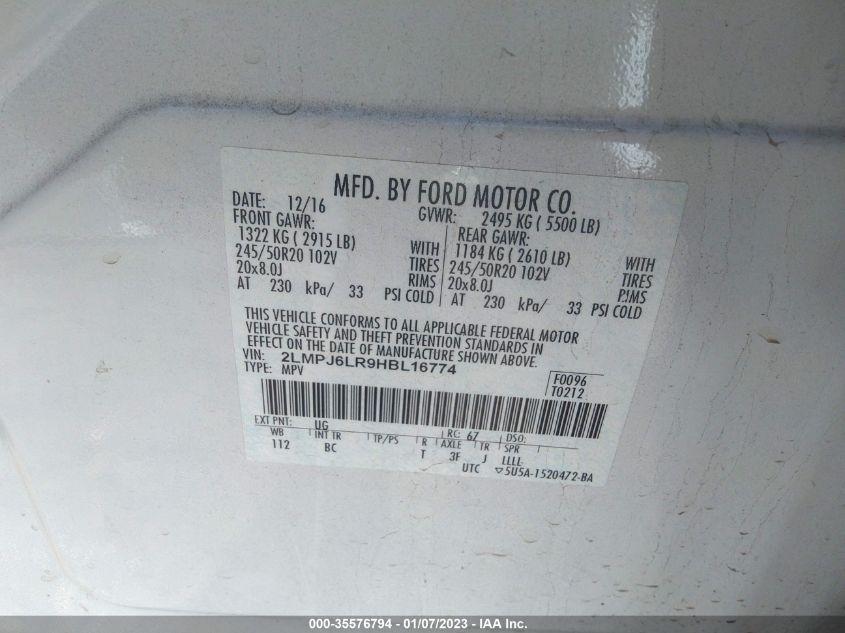 MFD. BY FORD MOTOR CO.
DATE: 12/16 GVWR: 2495 KG ( 5500 LB)
FRONT GAWR: REAR GAWR:
1322 KG ( 2915 LB) WITH 1184 KG ( 2610 LB) WITH
245/50R20 102V TIRES 245/50R20 102V TIRES
20x8.0J RIMS 20x8.0J RIMS
AT 230 kPa/ 33 PSI COLD AT 230 kPa/ 33 PSI COLD
THIS VEHICLE CONFORMS TO ALL APPLICABLE FEDERAL MOTOR
VEHICLE SAFETY AND THEFT PREVENTION STANDARDS IN
EFFECT ON THE DATE OF MANUFACTURE SHOWN ABOVE.
VIN: 2LMPJ6LR9HBL16774
TYPE: MPV F0096
T0212
EXT PNT: UG RC: 67 DSO:
WB INT TR TP/PS R AXLE TR SPR
112 BC T 3F J LLLL
UTC ▽5U5A-1520472-BA
000-35576794 - 01/07/2023 - IAA Inc.